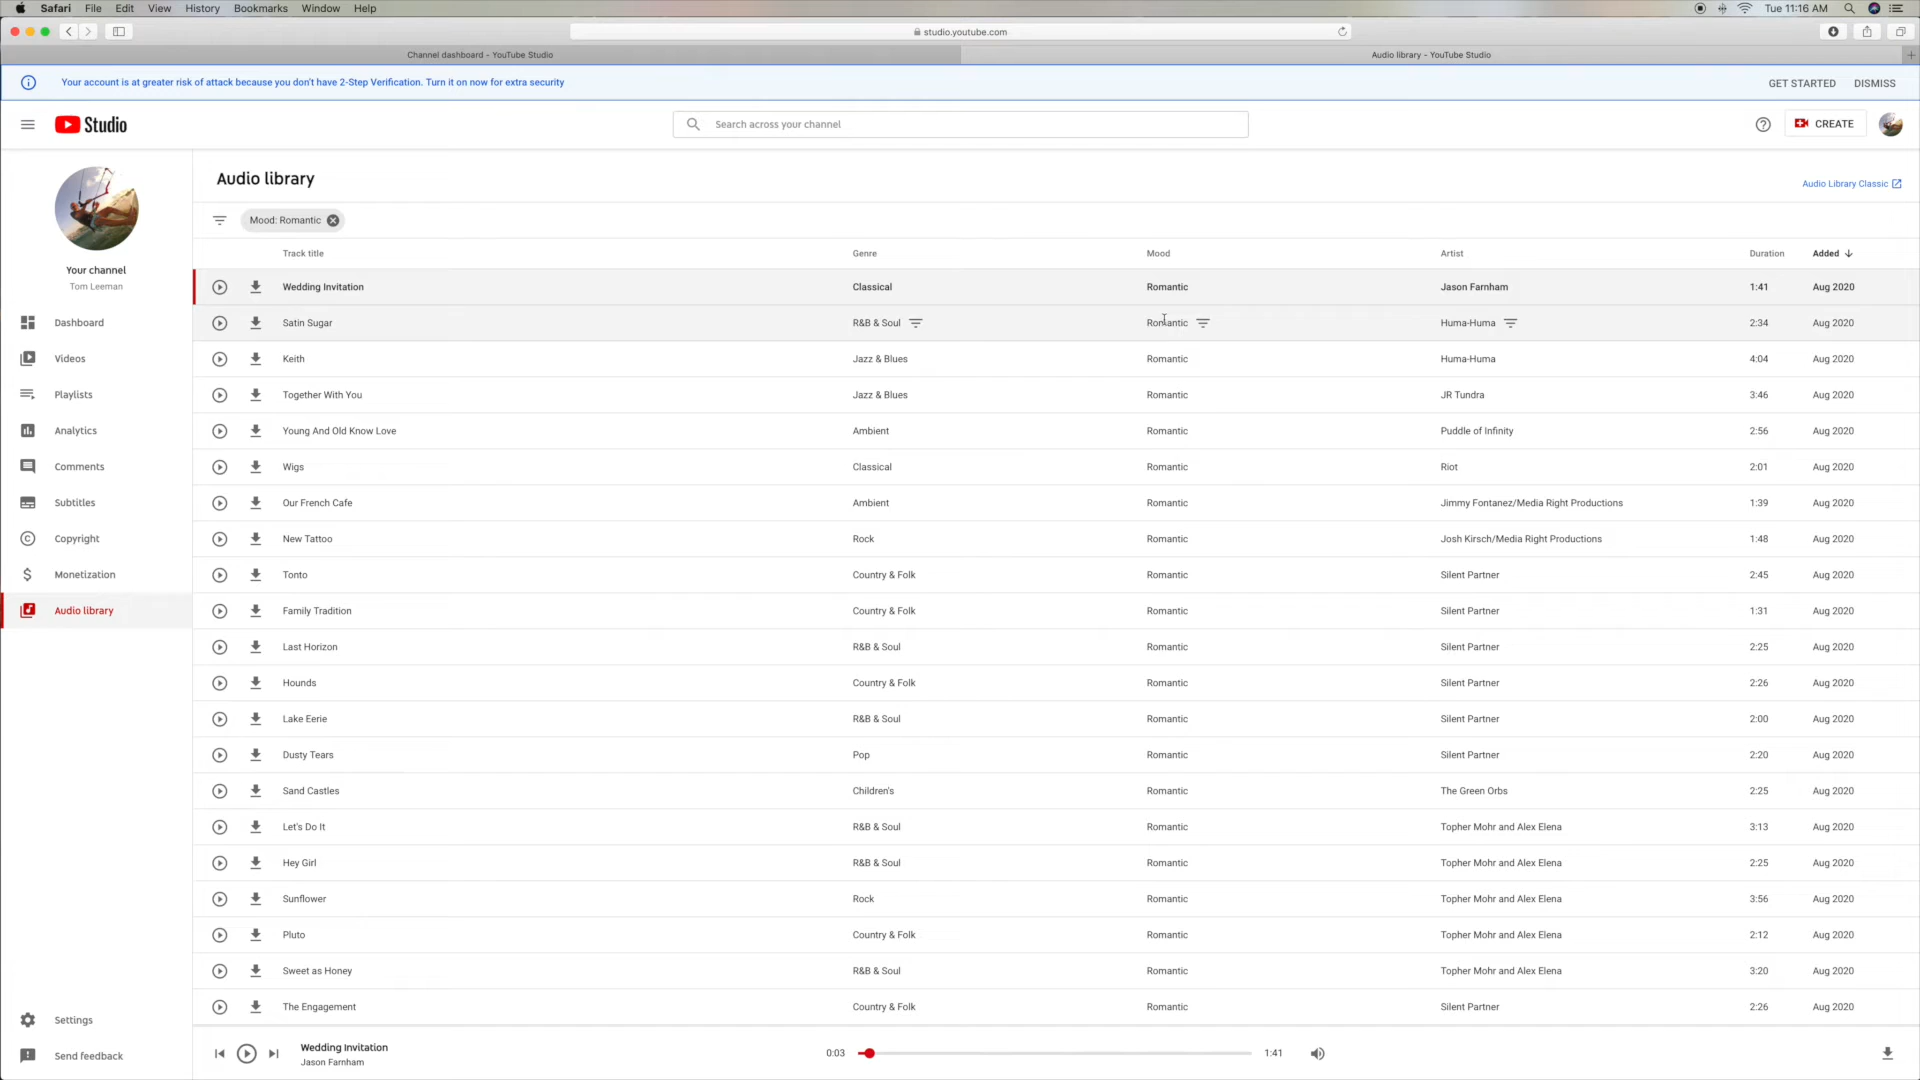 Safari File Edit View History Bookmarks Window Help Tue 11:16 AM
studio.youtube.com
Channel dashboard - YouTube Studio Audio library - YouTube Studio
Your account is at greater risk of attack because you don't have 2-Step Verification. Turn it on now for extra security GET STARTED DISMISS
Studio Search across your channel CREATE
Your channel
Tom Leeman
Dashboard
Videos
Playlists
Analytics
Comments
Subtitles
Copyright
Monetization
Audio library
Settings
Send feedback
Audio library
Audio Library Classic
Mood: Romantic
Track title Genre Mood Artist Duration Added
Wedding Invitation Classical Romantic Jason Farnham 1:41 Aug 2020
Satin Sugar R&B & Soul Romantic Huma-Huma 2:34 Aug 2020
Keith Jazz & Blues Romantic Huma-Huma 4:04 Aug 2020
Together With You Jazz & Blues Romantic JR Tundra 3:46 Aug 2020
Young And Old Know Love Ambient Romantic Puddle of Infinity 2:56 Aug 2020
Wigs Classical Romantic Riot 2:01 Aug 2020
Our French Cafe Ambient Romantic Jimmy Fontanez/Media Right Productions 1:39 Aug 2020
New Tattoo Rock Romantic Josh Kirsch/Media Right Productions 1:48 Aug 2020
Tonto Country & Folk Romantic Silent Partner 2:45 Aug 2020
Family Tradition Country & Folk Romantic Silent Partner 1:31 Aug 2020
Last Horizon R&B & Soul Romantic Silent Partner 2:25 Aug 2020
Hounds Country & Folk Romantic Silent Partner 2:26 Aug 2020
Lake Eerie R&B & Soul Romantic Silent Partner 2:00 Aug 2020
Dusty Tears Pop Romantic Silent Partner 2:20 Aug 2020
Sand Castles Children's Romantic The Green Orbs 2:25 Aug 2020
Let's Do It R&B & Soul Romantic Topher Mohr and Alex Elena 3:13 Aug 2020
Hey Girl R&B & Soul Romantic Topher Mohr and Alex Elena 2:25 Aug 2020
Sunflower Rock Romantic Topher Mohr and Alex Elena 3:56 Aug 2020
Pluto Country & Folk Romantic Topher Mohr and Alex Elena 2:12 Aug 2020
Sweet as Honey R&B & Soul Romantic Topher Mohr and Alex Elena 3:20 Aug 2020
The Engagement Country & Folk Romantic Silent Partner 2:26 Aug 2020
Wedding Invitation
Jason Farnham
0:03 1:41